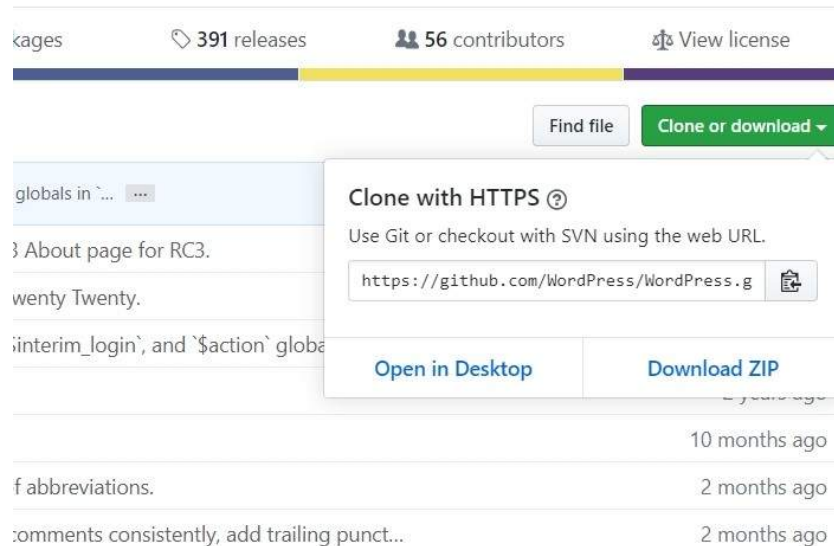 kages 391 releases 56 contributors View license
Find file Clone or download
globals in `... ...
3 About page for RC3.
wenty Twenty.
$interim_login`, and `$action` globa
Clone with HTTPS ?
Use Git or checkout with SVN using the web URL.
https://github.com/WordPress/WordPress.g
Open in Desktop Download ZIP
2 years ago
10 months ago
f abbreviations. 2 months ago
comments consistently, add trailing punct... 2 months ago